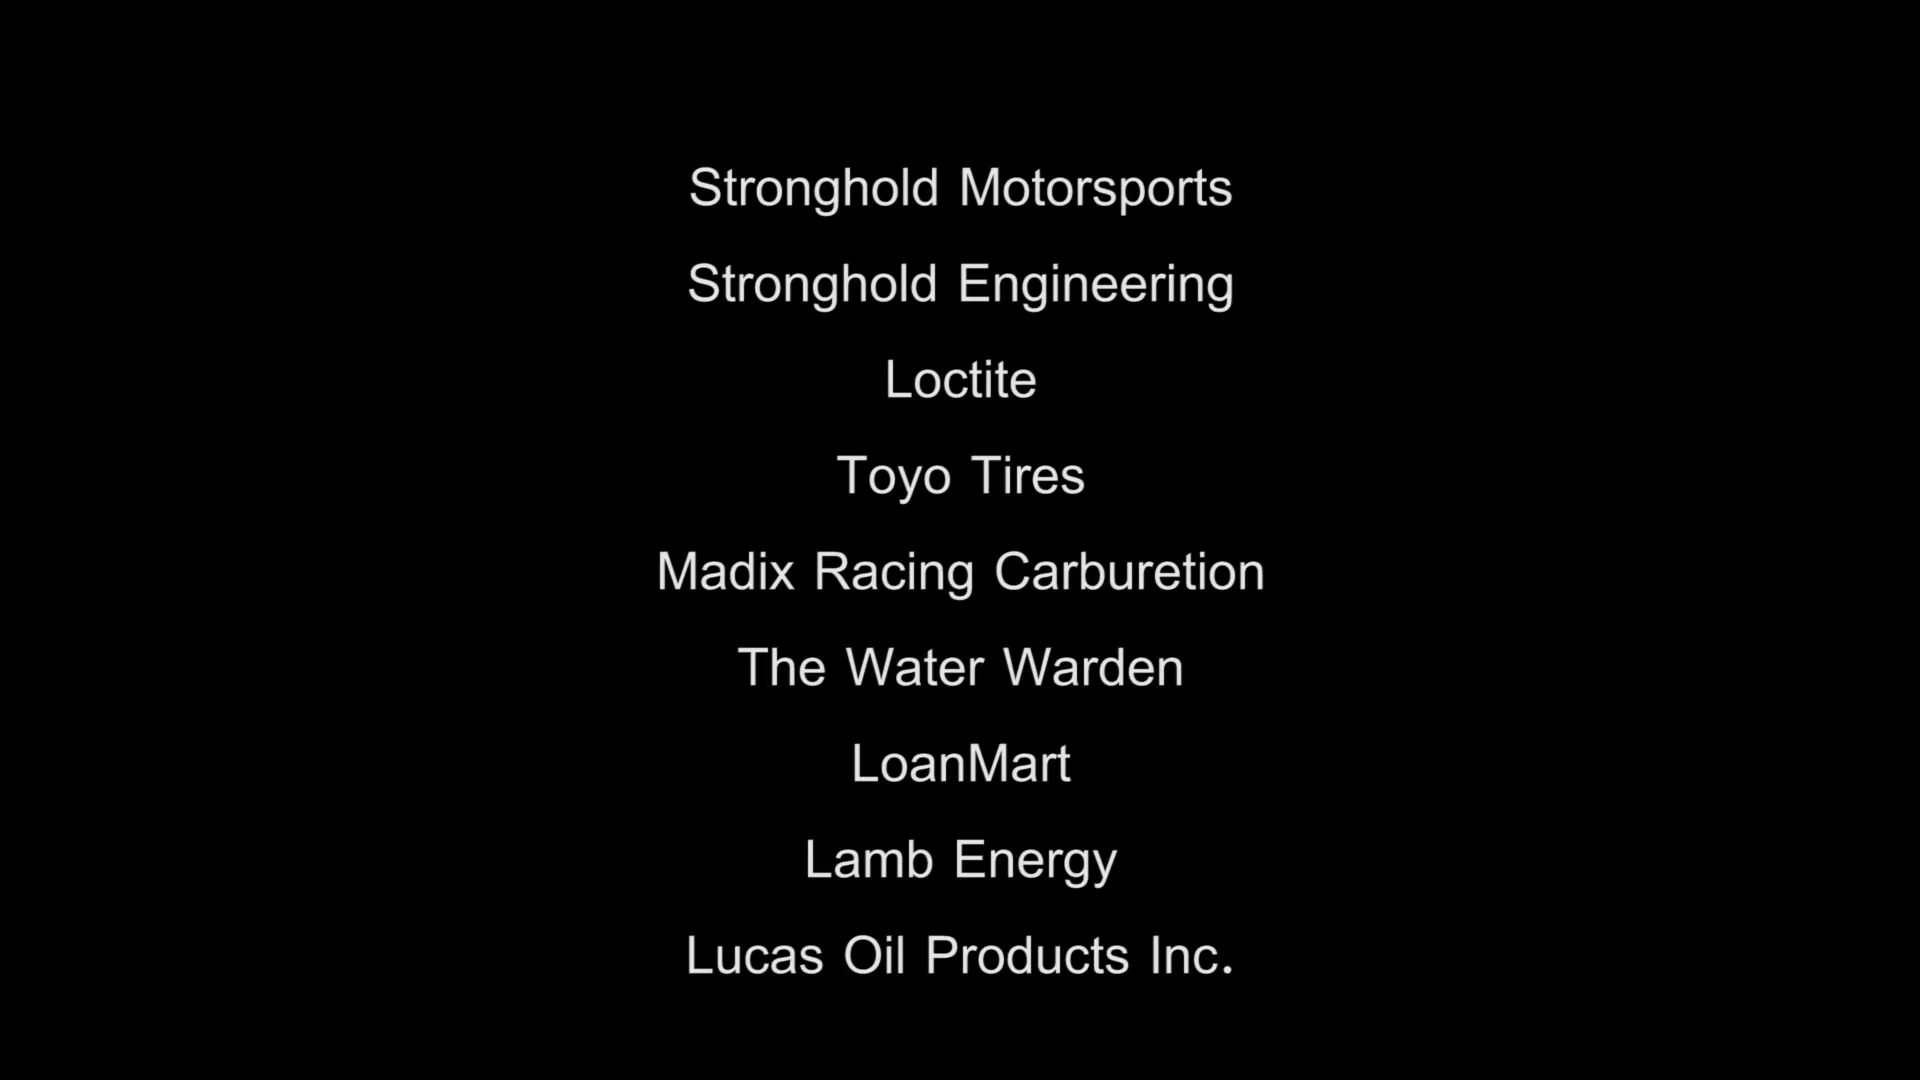 Stronghold Motorsports
Stronghold Engineering
Loctite
Toyo Tires
Madix Racing Carburetion
The Water Warden
LoanMart
Lamb Energy
Lucas Oil Products Inc.